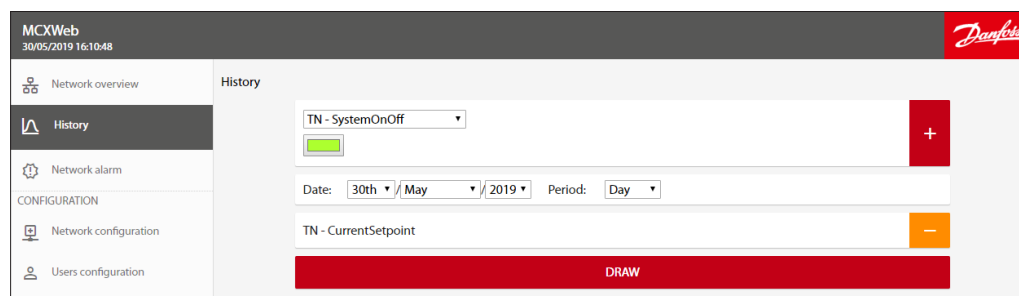 MCXWeb
30/05/2019 16:10:48
Danfoss
Network overview
History
Network alarm
CONFIGURATION
Network configuration
Users configuration
History
TN - SystemOnOff
+
Date: 30th / May / 2019 Period: Day
TN - CurrentSetpoint
−
DRAW